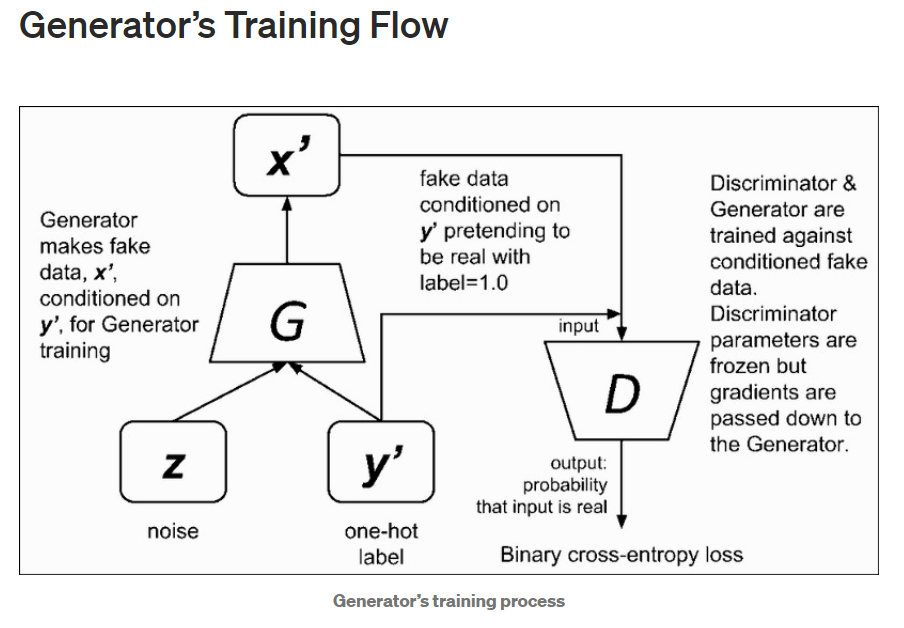 Generator's Training Flow
x'
Generator
makes fake
data, x',
conditioned on
y', for Generator
training
fake data
conditioned on
y' pretending to
be real with
label=1.0
Discriminator &
Generator are
trained against
conditioned fake
data.
Discriminator
parameters are
frozen but
gradients are
passed down to
the Generator.
G
input
D
z
y'
noise
one-hot
label
output:
probability
that input is real
Binary cross-entropy loss
Generator's training process